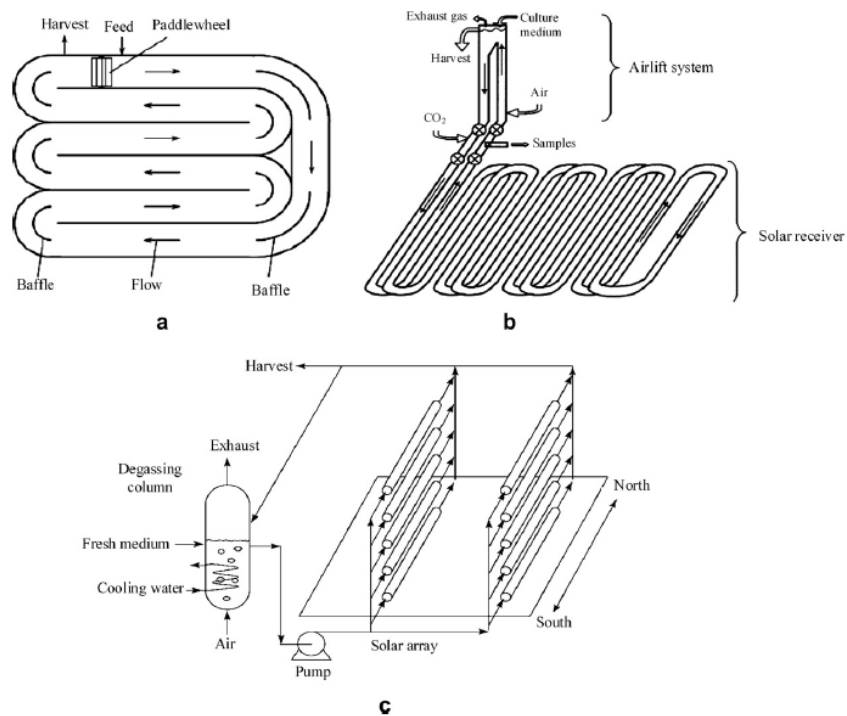 Harvest
Feed
Paddlewheel
Baffle
Flow
Baffle
a
Exhaust gas
Culture
medium
Harvest
Airlift system
Air
CO2
Samples
Solar receiver
b
Harvest
Exhaust
Degassing
column
North
Fresh medium
Cooling water
South
Air
Solar array
Pump
c